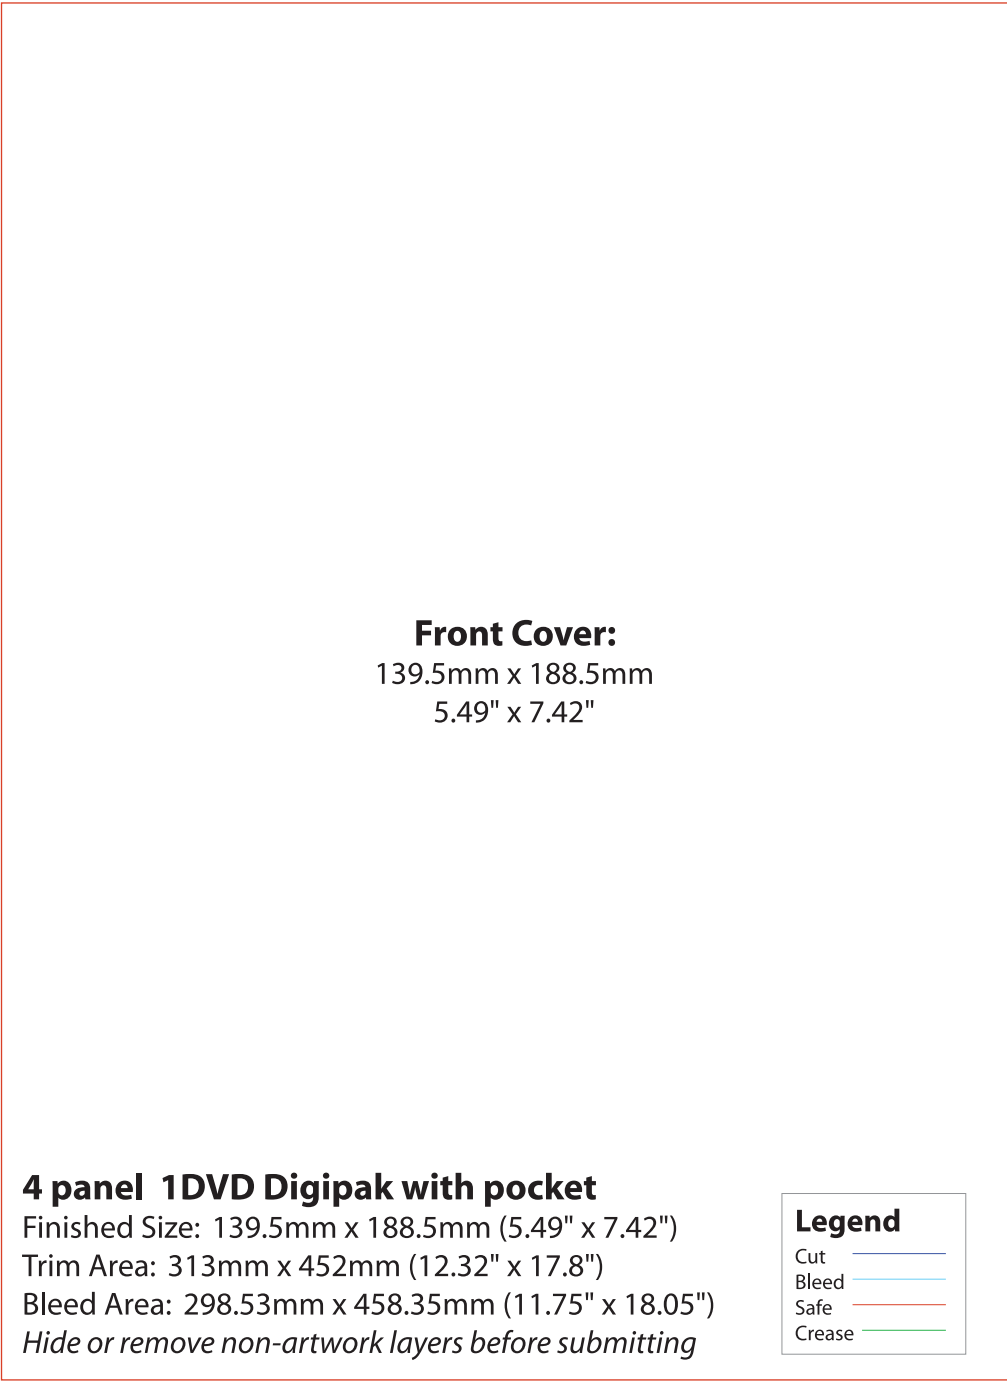 Front Cover:
139.5mm x 188.5mm
5.49" x 7.42"
4 panel  1DVD Digipak with pocket
Finished Size:  139.5mm x 188.5mm (5.49" x 7.42")
Trim Area:  313mm x 452mm (12.32" x 17.8")
Bleed Area:  298.53mm x 458.35mm (11.75" x 18.05")
Hide or remove non-artwork layers before submitting
Legend
Cut
Bleed
Safe
Crease